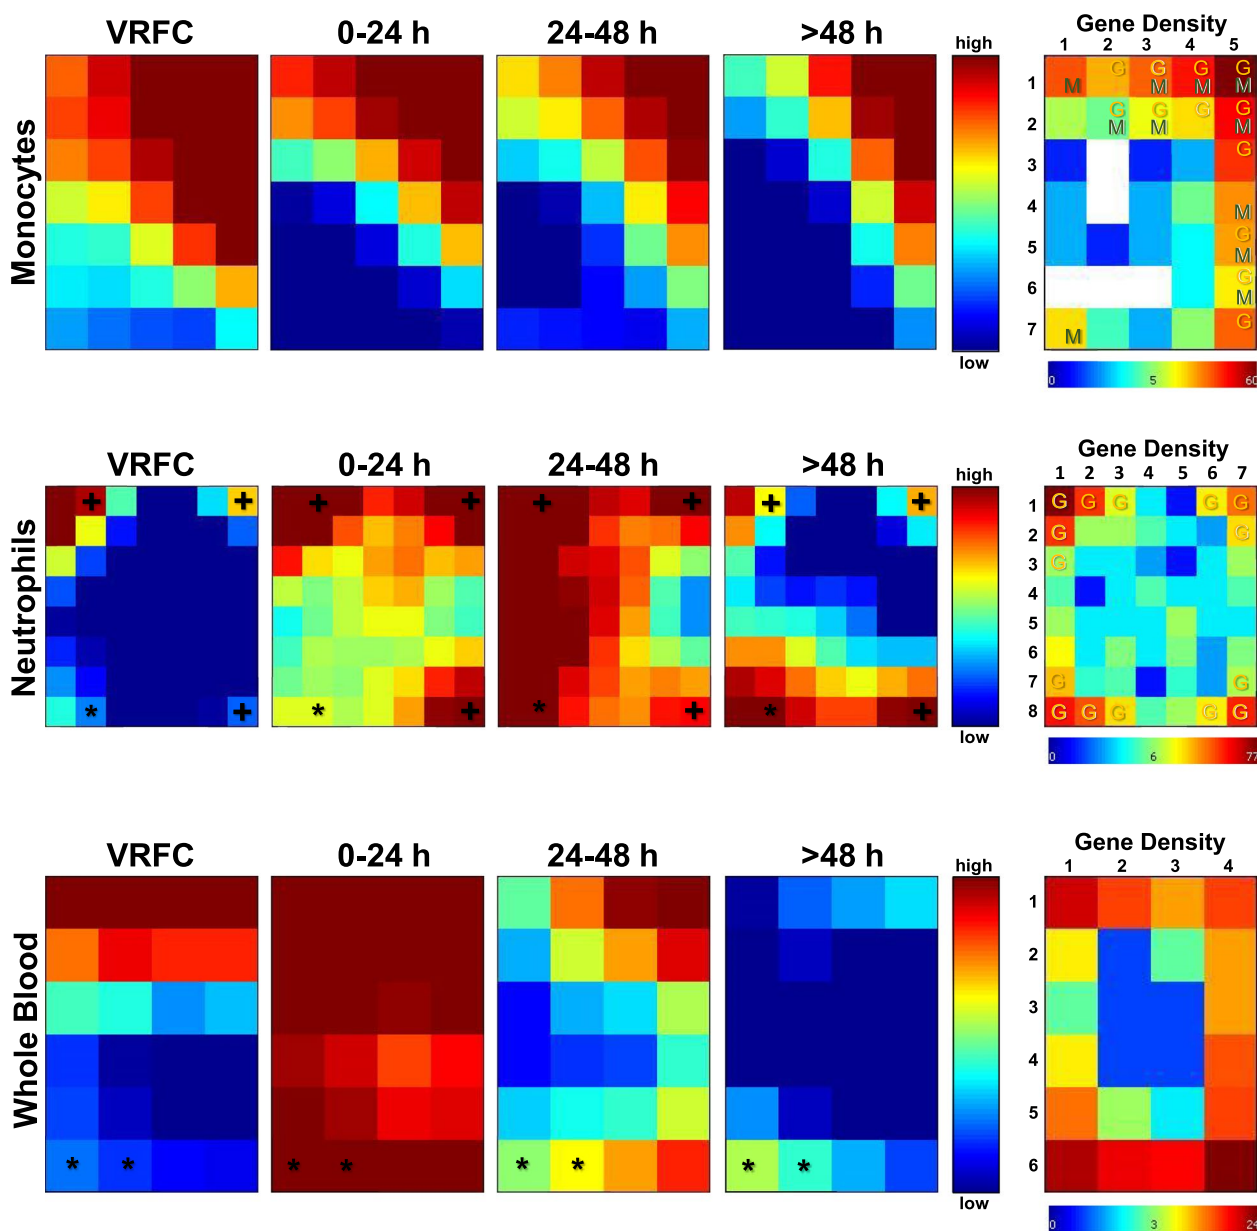 Monocytes
VRFC 0-24 h 24-48 h >48 h
high
low
Gene Density
1 2 3 4 5
1 G G G G
M M M M
2 G G G G
M M M
3 G
4 M
5 G
M
6 G
M
7 G
M
0 5 60
Neutrophils
VRFC 0-24 h 24-48 h >48 h
+ + + + + + + +
* + * + * + * +
high
low
Gene Density
1 2 3 4 5 6 7
1 G G G G G
2 G G
3 G
4
5
6
7 G G
8 G G G G G
0 6 77
Whole Blood
VRFC 0-24 h 24-48 h >48 h
* * * * * * * *
high
low
Gene Density
1 2 3 4
1
2
3
4
5
6
0 3